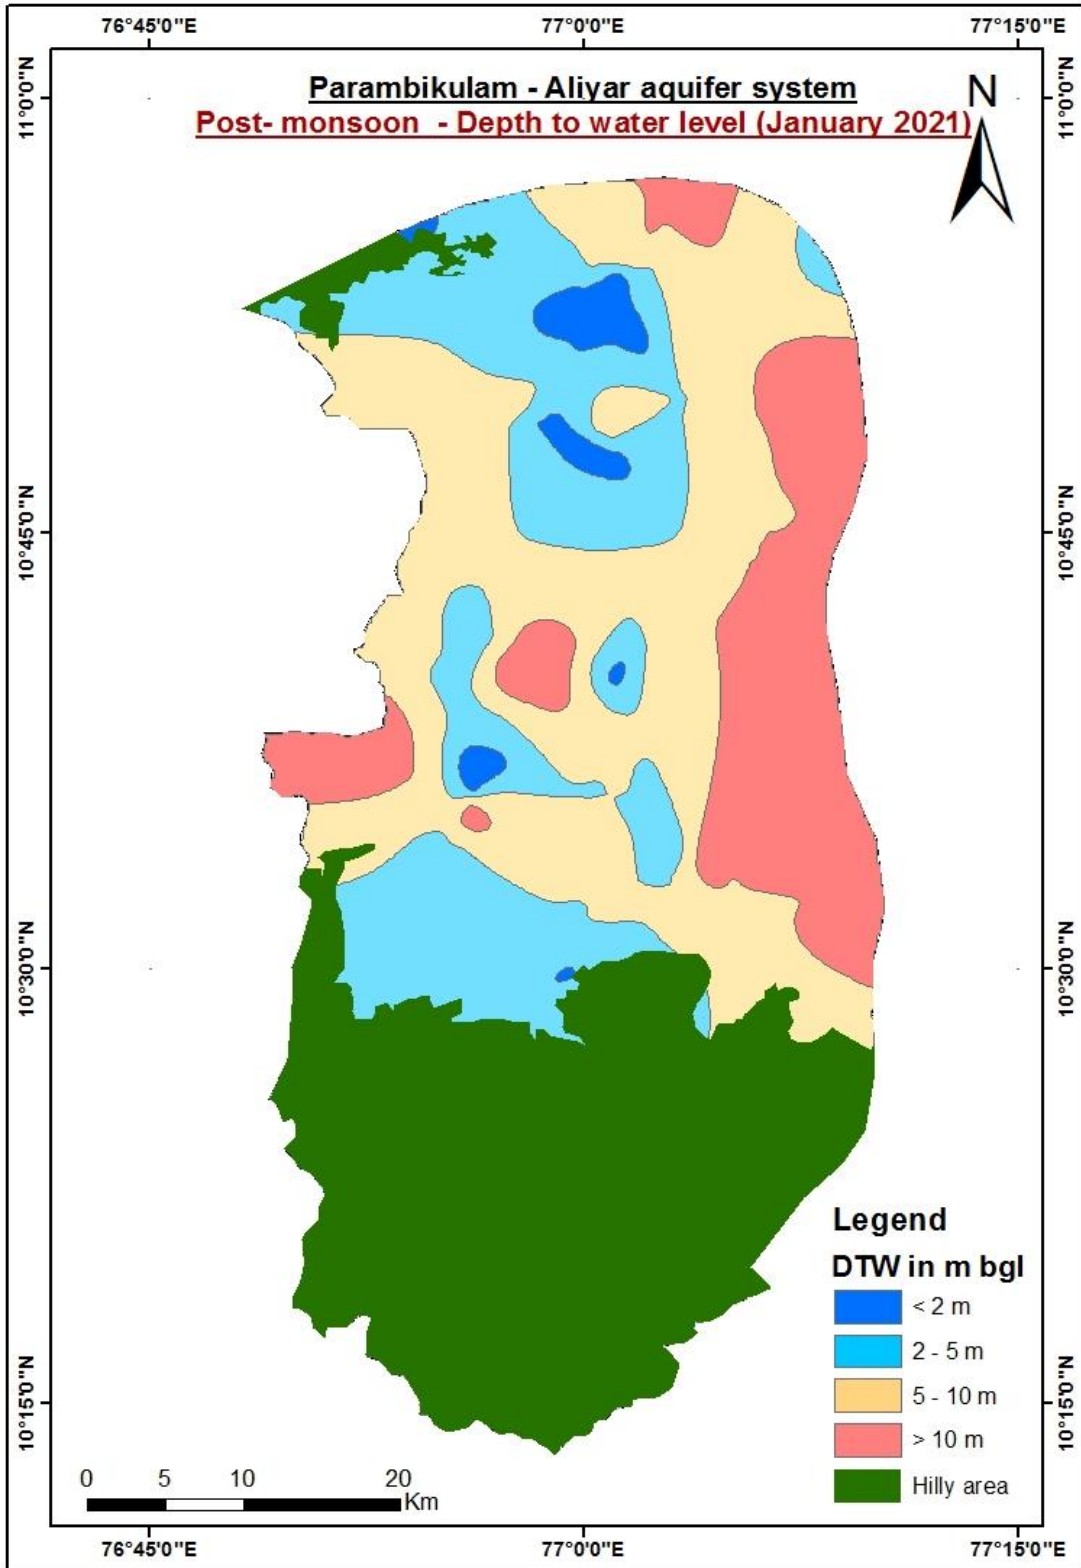 76°45'0"E 77°0'0"E 77°15'0"E
11°0'0"N
11°0'0"N
Parambikulam - Aliyar aquifer system
Post- monsoon - Depth to water level (January 2021)
N
10°45'0"N
10°45'0"N
10°30'0"N
10°30'0"N
10°15'0"N
10°15'0"N
Legend
DTW in m bgl
< 2 m
2 - 5 m
5 - 10 m
> 10 m
Hilly area
0 5 10 20
Km
76°45'0"E 77°0'0"E 77°15'0"E